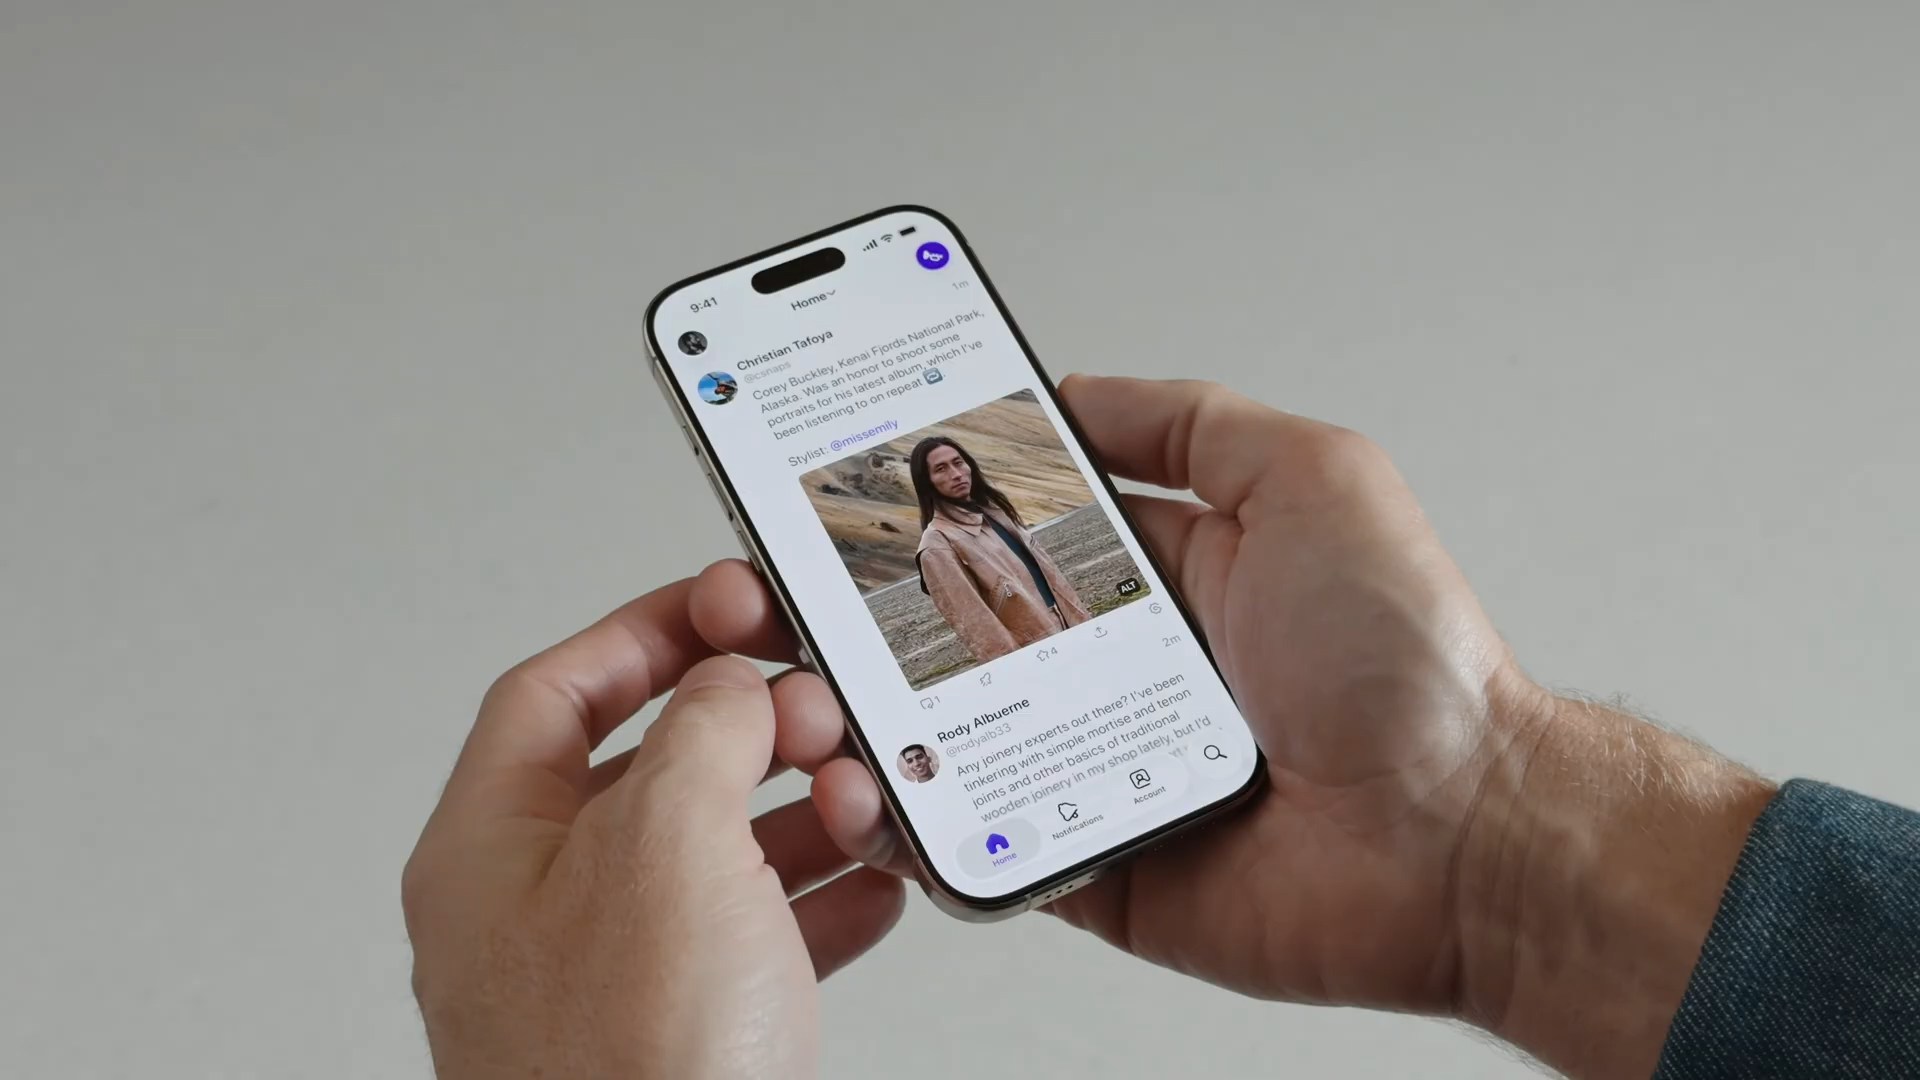 9:41
Home
1m
Christian Tafoya
@csnaps
Corey Buckley, Kenai Fjords National Park,
Alaska. Was an honor to shoot some
portraits for his latest album, which I've
been listening to on repeat 🔁.
Stylist: @missemily
ALT
1
4
2m
Rody Albuerne
@rodyalb33
Any joinery experts out there? I've been
tinkering with simple mortise and tenon
joints and other basics of traditional
wooden joinery in my shop lately, but I'd
Home
Notifications
Account